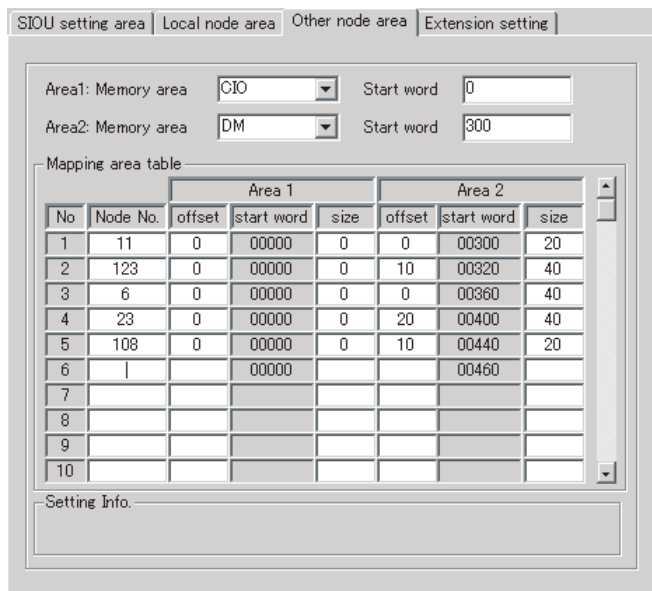 SIOU setting area Local node area Other node area Extension setting
Area1: Memory area CIO Start word 0
Area2: Memory area DM Start word 300
Mapping area table
Area 1 Area 2
No Node No. offset start word size offset start word size
1 11 0 00000 0 0 00300 20
2 123 0 00000 0 10 00320 40
3 6 0 00000 0 0 00360 40
4 23 0 00000 0 20 00400 40
5 108 0 00000 0 10 00440 20
6 00000 00460
7
8
9
10
Setting Info.